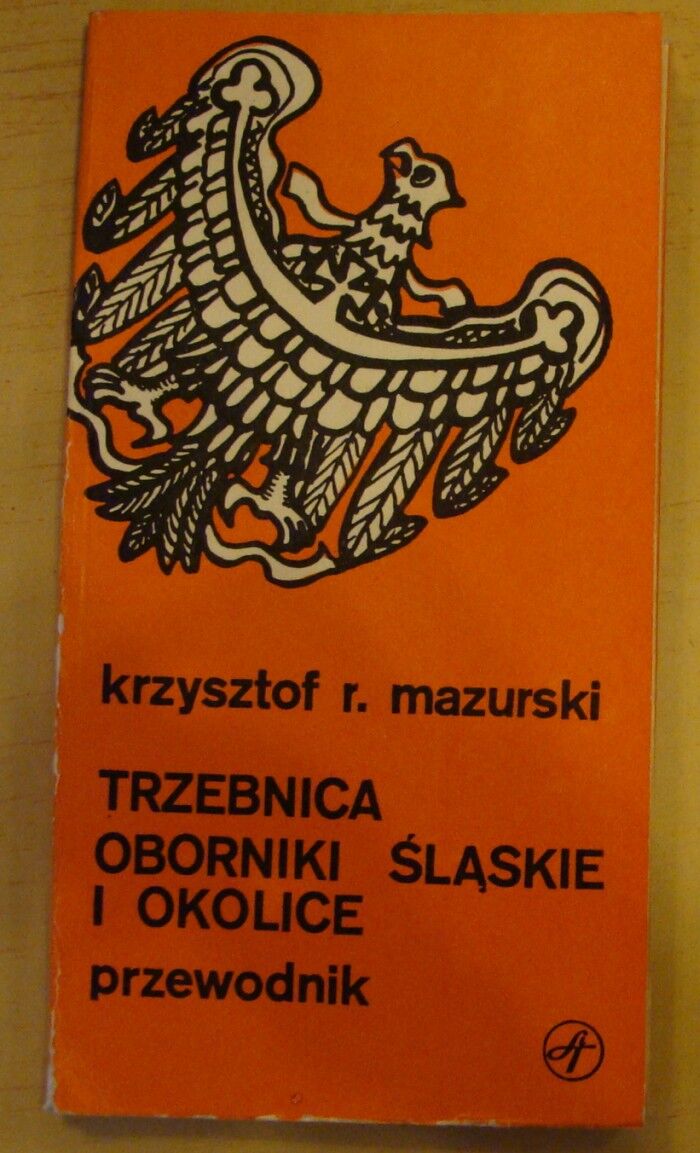 krzysztof r. mazurski
TRZEBNICA
OBORNIKI ŚLĄSKIE
I OKOLICE
przewodnik